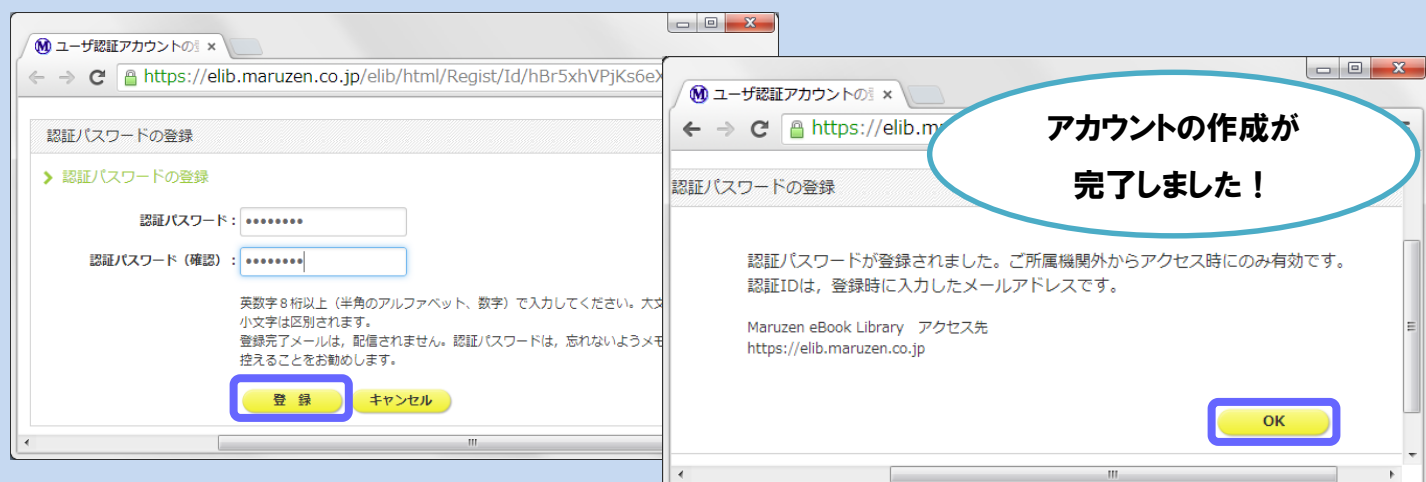 ユーザ認証アカウントの
https://elib.maruzen.co.jp/elib/html/Regist/Id/hBr5xhVPjKs6eX
認証パスワードの登録
認証パスワードの登録
認証パスワード：
認証パスワード（確認）：
英数字８桁以上（半角のアルファベット、数字）で入力してください。大文
小文字は区別されます。
登録完了メールは，配信されません。認証パスワードは，忘れないようメモ
控えることをお勧めします。
登 録
キャンセル
ユーザ認証アカウントの
https://elib.m
アカウントの作成が
完了しました！
認証パスワードの登録
認証パスワードが登録されました。ご所属機関外からアクセス時にのみ有効です。
認証IDは，登録時に入力したメールアドレスです。
Maruzen eBook Library　アクセス先
https://elib.maruzen.co.jp
OK